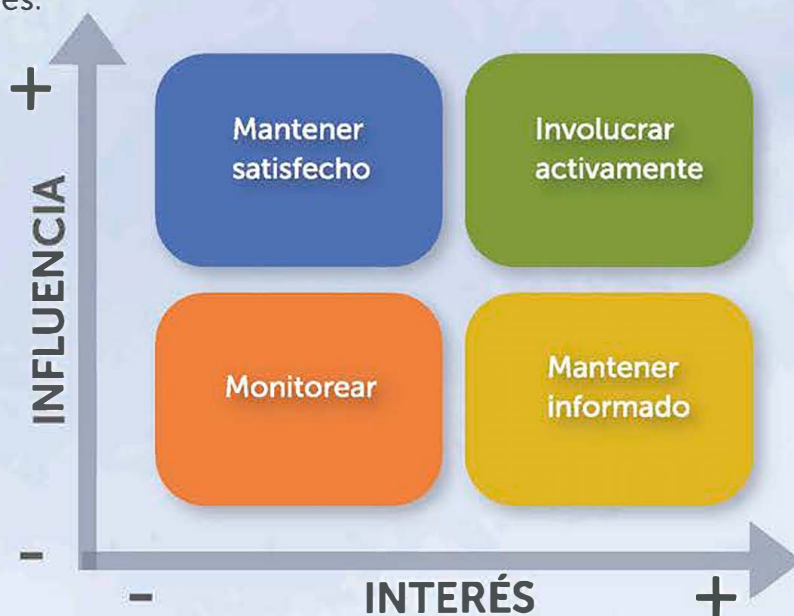 +
Mantener
satisfecho
Involucrar
activamente
INFLUENCIA
Monitorear
Mantener
informado
-
-
INTERÉS
+